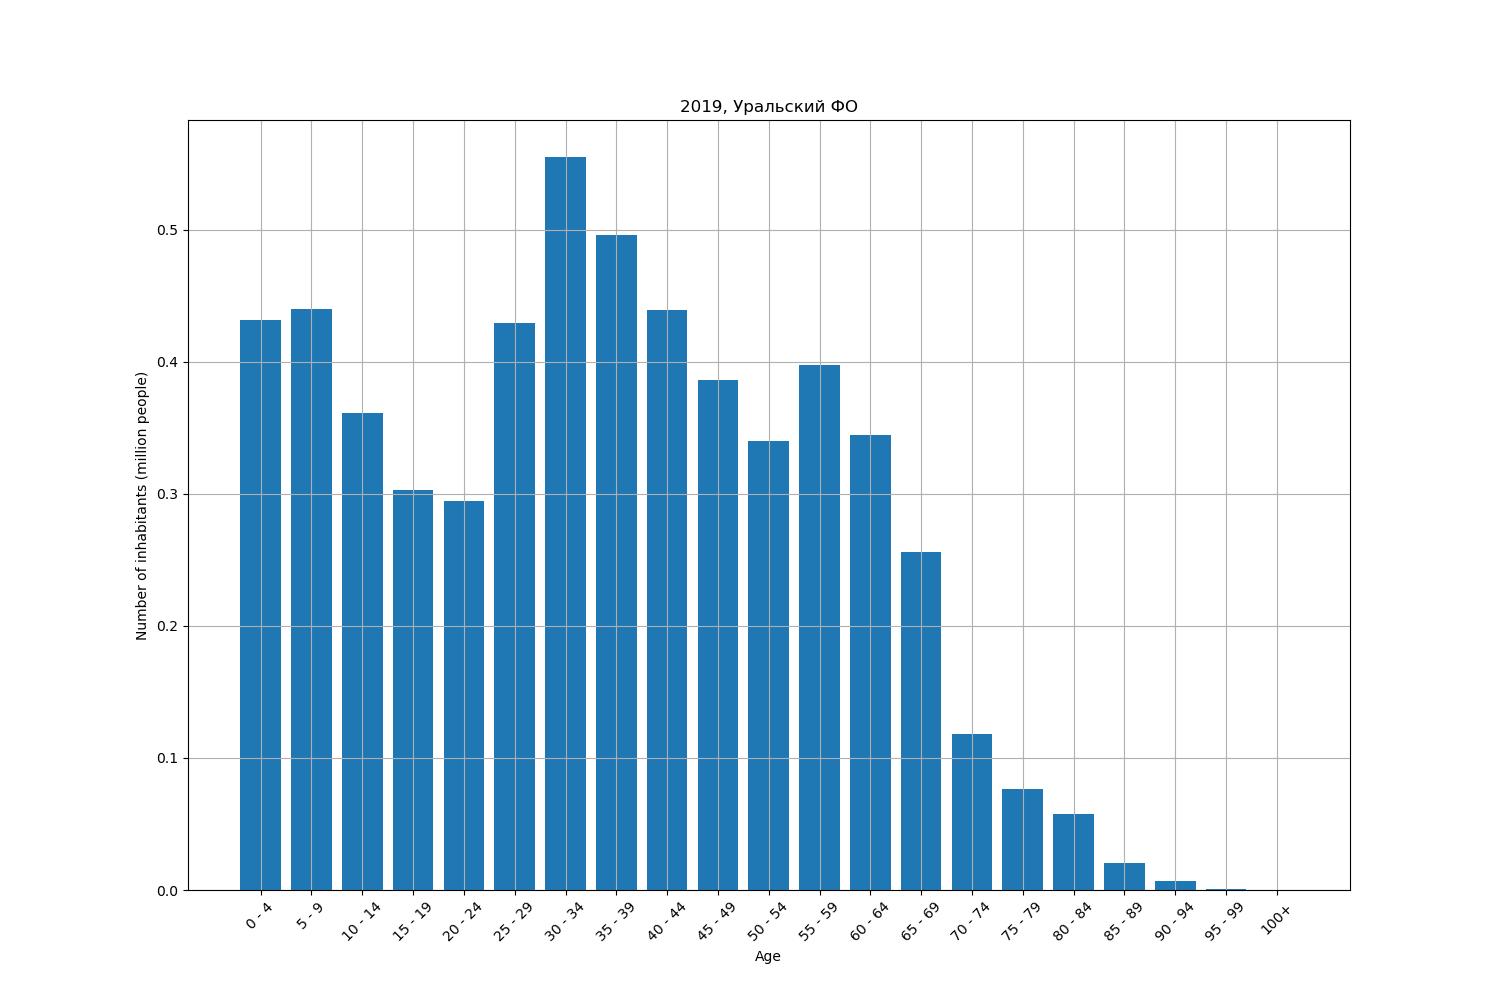 2019, Уральский ФО
Number of inhabitants (million people)
0.5
0.4
0.3
0.2
0.1
0.0
0 - 4
5 - 9
10 - 14
15 - 19
20 - 24
25 - 29
30 - 34
35 - 39
40 - 44
45 - 49
50 - 54
55 - 59
60 - 64
65 - 69
70 - 74
75 - 79
80 - 84
85 - 89
90 - 94
95 - 99
100+
Age